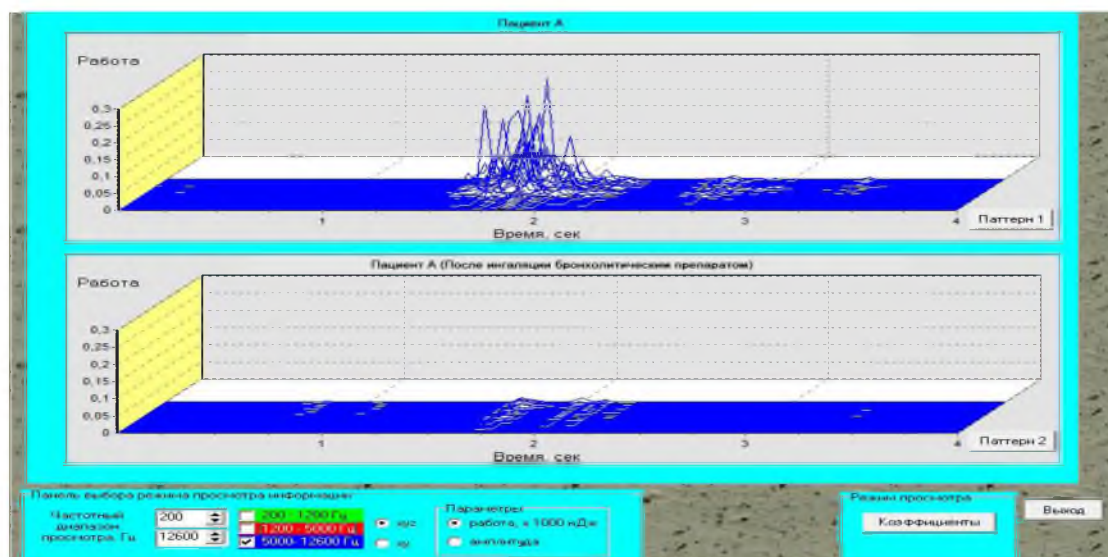 Пациент А
Работа
0,3
0,25
0,2
0,15
0,1
0,05
0
1
2
3
4
Время, сек
Паттерн 1
Пациент А (После ингаляции бронхолитическим препаратом)
Работа
0,3
0,25
0,2
0,15
0,1
0,05
0
1
2
3
4
Время, сек
Паттерн 2
Панель выбора режима просмотра информации
Частотный диапазон просмотра, Гц
200
12600
200 - 1200 Гц
1200 - 5000 Гц
5000- 12600 Гц
xyz
xy
Параметры
работа, x 1000 нДж
амплитуда
Режим просмотра
Коэффициенты
Выход